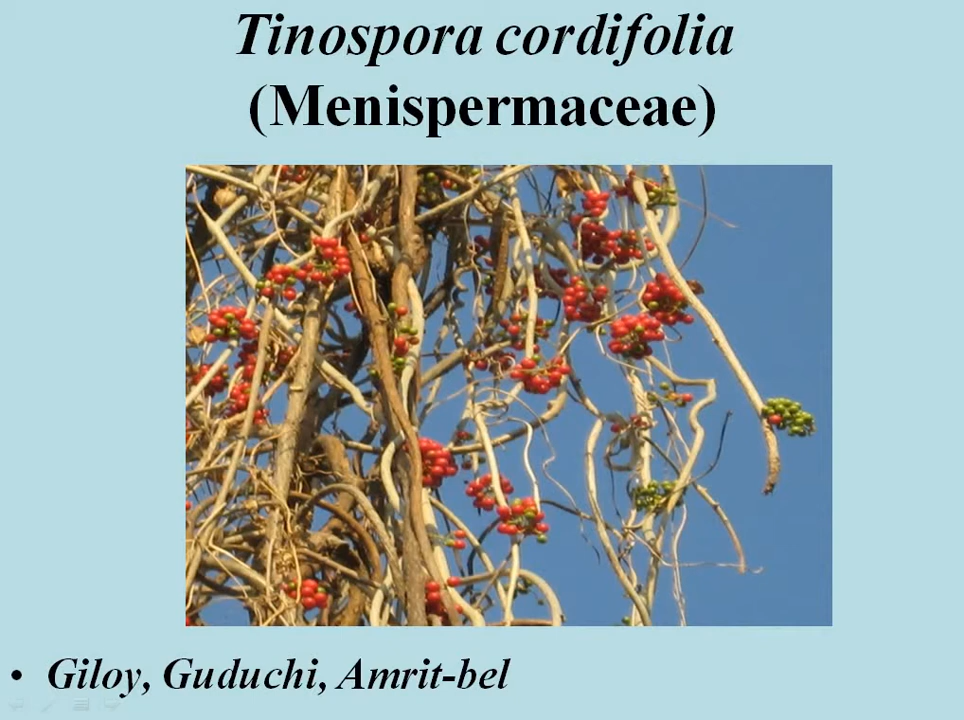 Tinospora cordifolia
(Menispermaceae)
• Giloy, Guduchi, Amrit-bel